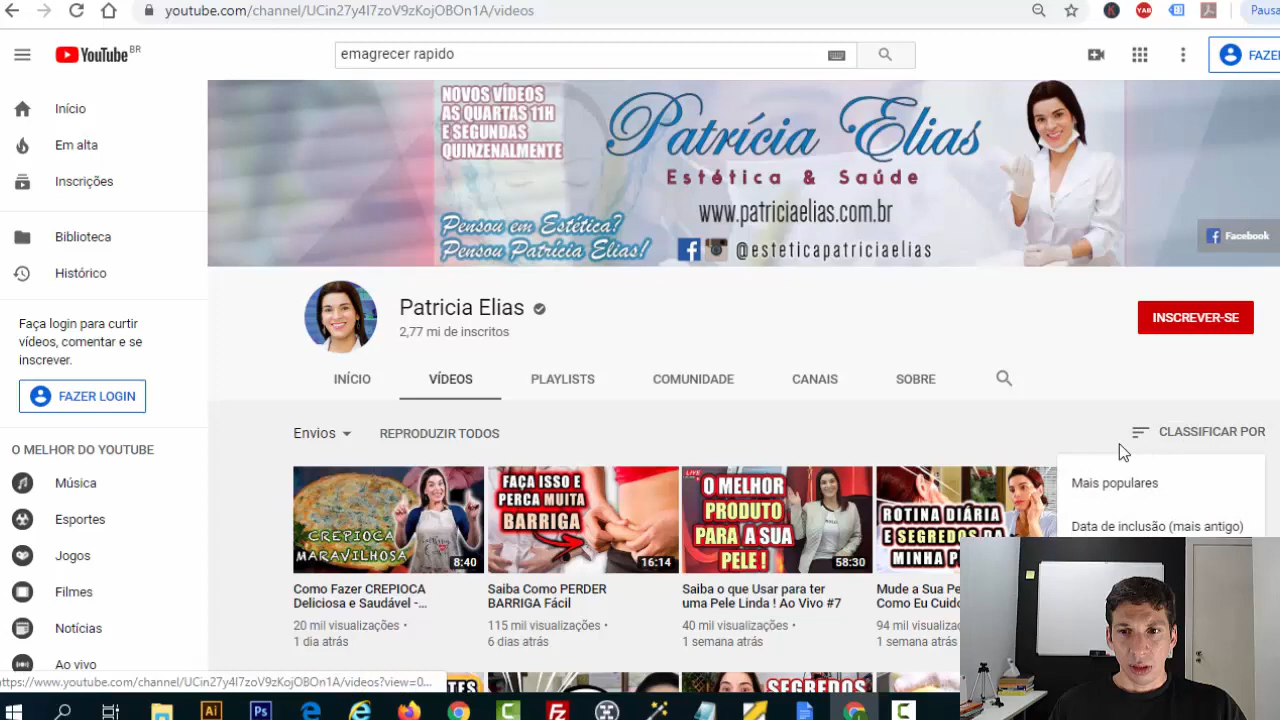 youtube.com/channel/UCin27y4I7zoV9zKojOBOn1A/videos
Pausa
YouTube BR
emagrecer rapido
FAZER
Início
Em alta
Inscrições
Biblioteca
Histórico
Faça login para curtir
vídeos, comentar e se
inscrever.
FAZER LOGIN
O MELHOR DO YOUTUBE
Música
Esportes
Jogos
Filmes
Notícias
Ao vivo
NOVOS VÍDEOS
AS QUARTAS 11H
E SEGUNDAS
QUINZENALMENTE
Patrícia Elias
Estética & Saúde
www.patriciaelias.com.br
Pensou em Estética?
Pensou Patrícia Elias!
@esteticapatriciaelias
Facebook
Patricia Elias
2,77 mi de inscritos
INSCREVER-SE
INÍCIO
VÍDEOS
PLAYLISTS
COMUNIDADE
CANAIS
SOBRE
Envios
REPRODUZIR TODOS
CLASSIFICAR POR
Mais populares
Data de inclusão (mais antigo)
CREPIOCA
MARAVILHOSA
8:40
Como Fazer CREPIOCA
Deliciosa e Saudável -...
20 mil visualizações •
1 dia atrás
FAÇA ISSO E
PERCA MUITA
BARRIGA
16:14
Saiba Como PERDER
BARRIGA Fácil
115 mil visualizações •
6 dias atrás
LIVE
O MELHOR
PRODUTO
PARA A SUA
PELE !
58:30
Saiba o que Usar para ter
uma Pele Linda ! Ao Vivo #7
40 mil visualizações •
1 semana atrás
ROTINA DIÁRIA
E SEGREDOS
DA MINHA
Mude a Sua
Como Eu
94 mil visualizações
1 semana atrás
SEGREDOS
https://www.youtube.com/channel/UCin27y4I7zoV9zKojOBOn1A/videos?view=0...